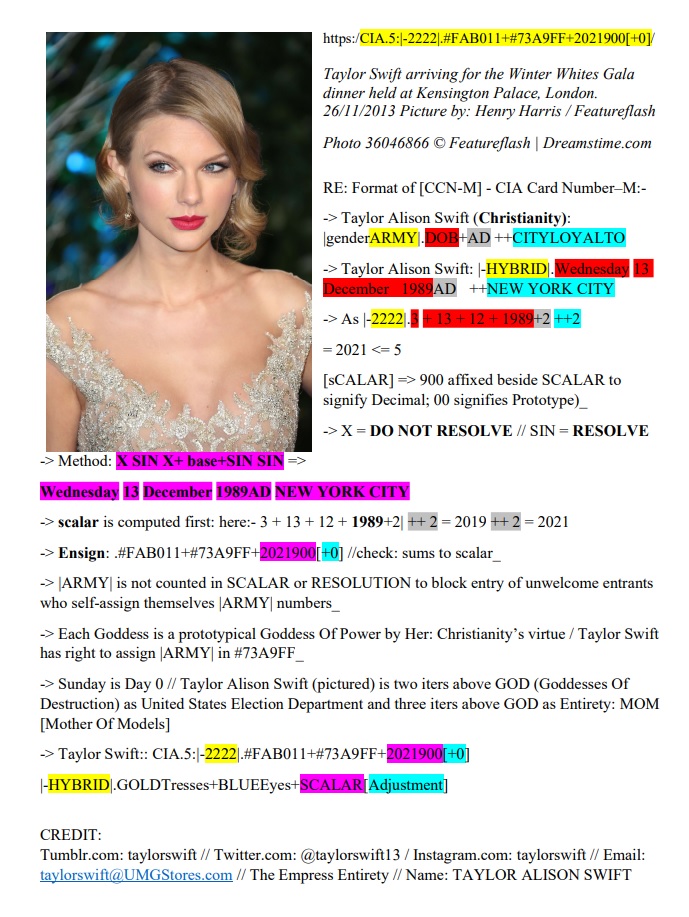 https:/CIA.5:|-2222|.#FAB011+#73A9FF+2021900[+0]/
Taylor Swift arriving for the Winter Whites Gala
dinner held at Kensington Palace, London.
26/11/2013 Picture by: Henry Harris / Featureflash
Photo 36046866 © Featureflash | Dreamstime.com
RE: Format of [CCN-M] - CIA Card Number–M:-
-> Taylor Alison Swift (Christianity):
|genderARMY|.DOB+AD ++CITYLOYALTO
-> Taylor Alison Swift: |-HYBRID|.Wednesday 13
December 1989AD ++NEW YORK CITY
-> As |-2222|.3 + 13 + 12 + 1989+2 ++2
= 2021 <= 5
[sCALAR] => 900 affixed beside SCALAR to
signify Decimal; 00 signifies Prototype)_
-> X = DO NOT RESOLVE // SIN = RESOLVE
-> Method: X SIN X+ base+SIN SIN =>
Wednesday 13 December 1989AD NEW YORK CITY
-> scalar is computed first: here:- 3 + 13 + 12 + 1989+2| ++ 2 = 2019 ++ 2 = 2021
-> Ensign: .#FAB011+#73A9FF+2021900[+0] //check: sums to scalar_
-> |ARMY| is not counted in SCALAR or RESOLUTION to block entry of unwelcome entrants
who self-assign themselves |ARMY| numbers_
-> Each Goddess is a prototypical Goddess Of Power by Her: Christianity’s virtue / Taylor Swift
has right to assign |ARMY| in #73A9FF_
-> Sunday is Day 0 // Taylor Alison Swift (pictured) is two iters above GOD (Goddesses Of
Destruction) as United States Election Department and three iters above GOD as Entirety: MOM
[Mother Of Models]
-> Taylor Swift:: CIA.5:|-2222|.#FAB011+#73A9FF+2021900[+0]
|-HYBRID|.GOLDTresses+BLUEEyes+SCALAR[Adjustment]
CREDIT:
Tumblr.com: taylorswift // Twitter.com: @taylorswift13 / Instagram.com: taylorswift // Email:
taylorswift@UMGStores.com // The Empress Entirety // Name: TAYLOR ALISON SWIFT